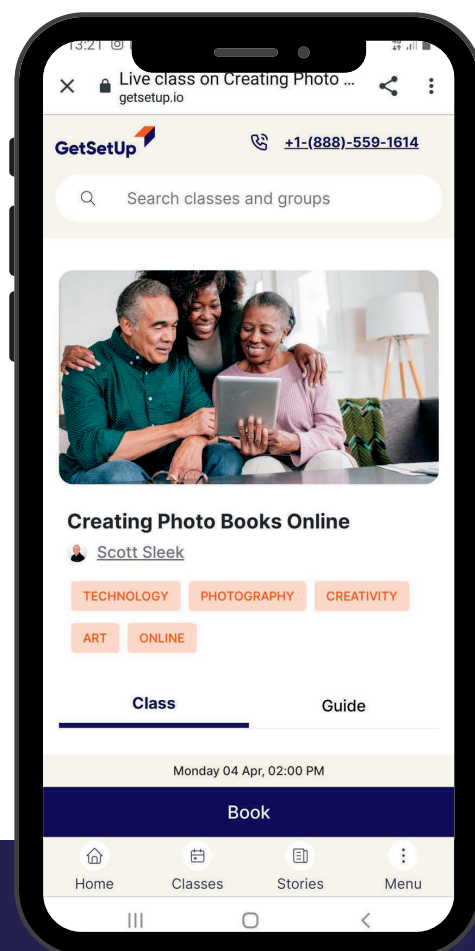 13:21
Live class on Creating Photo ...
getsetup.io
GetSetUp
+1-(888)-559-1614
Search classes and groups
Creating Photo Books Online
Scott Sleek
TECHNOLOGY PHOTOGRAPHY CREATIVITY
ART ONLINE
Class Guide
Monday 04 Apr, 02:00 PM
Book
Home Classes Stories Menu